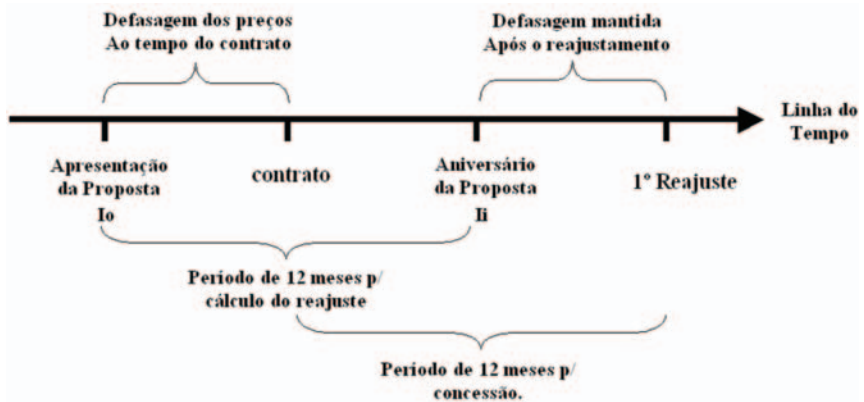 Defasagem dos preços
Ao tempo do contrato
Defasagem mantida
Após o reajustamento
Linha do
Tempo
Apresentação
da Proposta
Io
contrato
Aniversário
da Proposta
Ii
1º Reajuste
Período de 12 meses p/
cálculo do reajuste
Período de 12 meses p/
concessão.